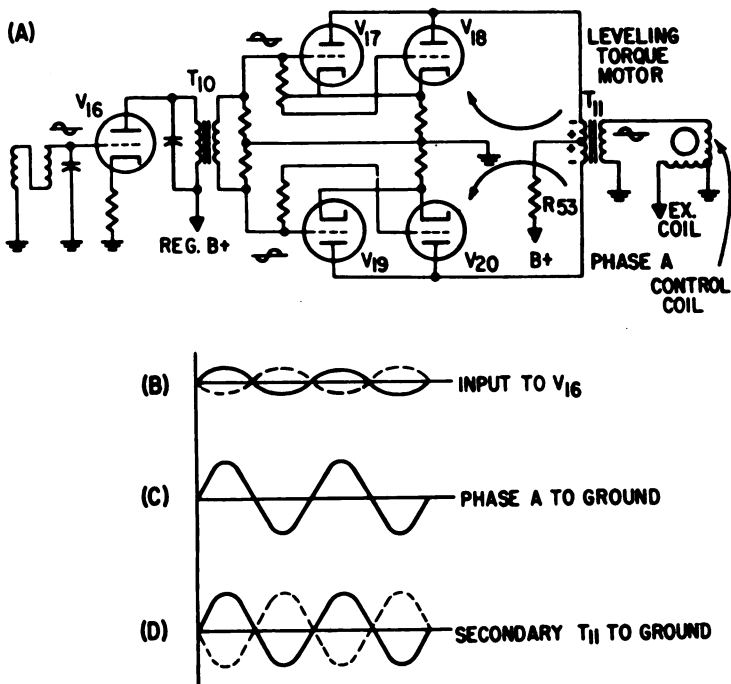 (A)
V17
V18
LEVELING
TORQUE
MOTOR
T10
T11
V16
REG. B+
R53
EX.
COIL
V19
V20
B+
PHASE A
CONTROL
COIL
+
+
-
-
(B)
INPUT TO V16
(C)
PHASE A TO GROUND
(D)
SECONDARY T11 TO GROUND